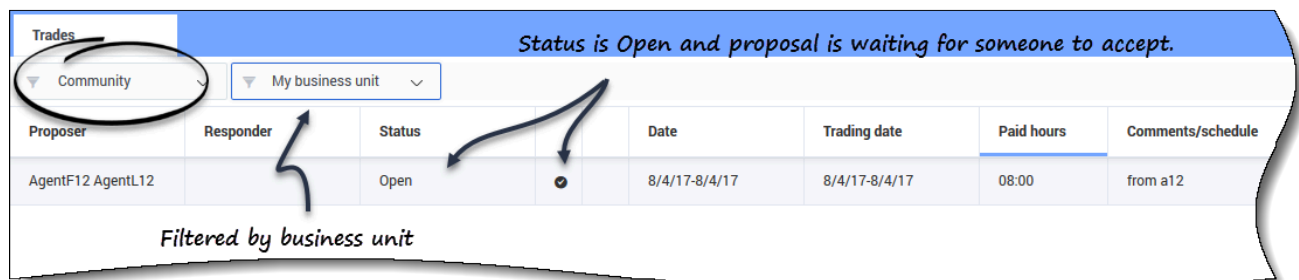 Trades
Status is Open and proposal is waiting for someone to accept.
Community My business unit
Proposer Responder Status Date Trading date Paid hours Comments/schedule
AgentF12 AgentL12 Open 8/4/17-8/4/17 8/4/17-8/4/17 08:00 from a12
Filtered by business unit